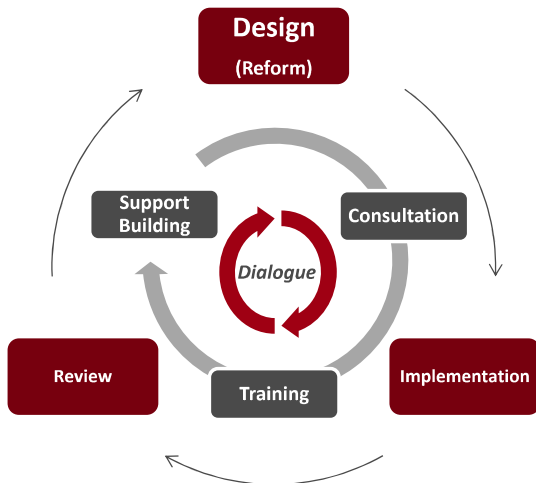 Design
(Reform)
Support
Building
Consultation
Dialogue
Review
Training
Implementation